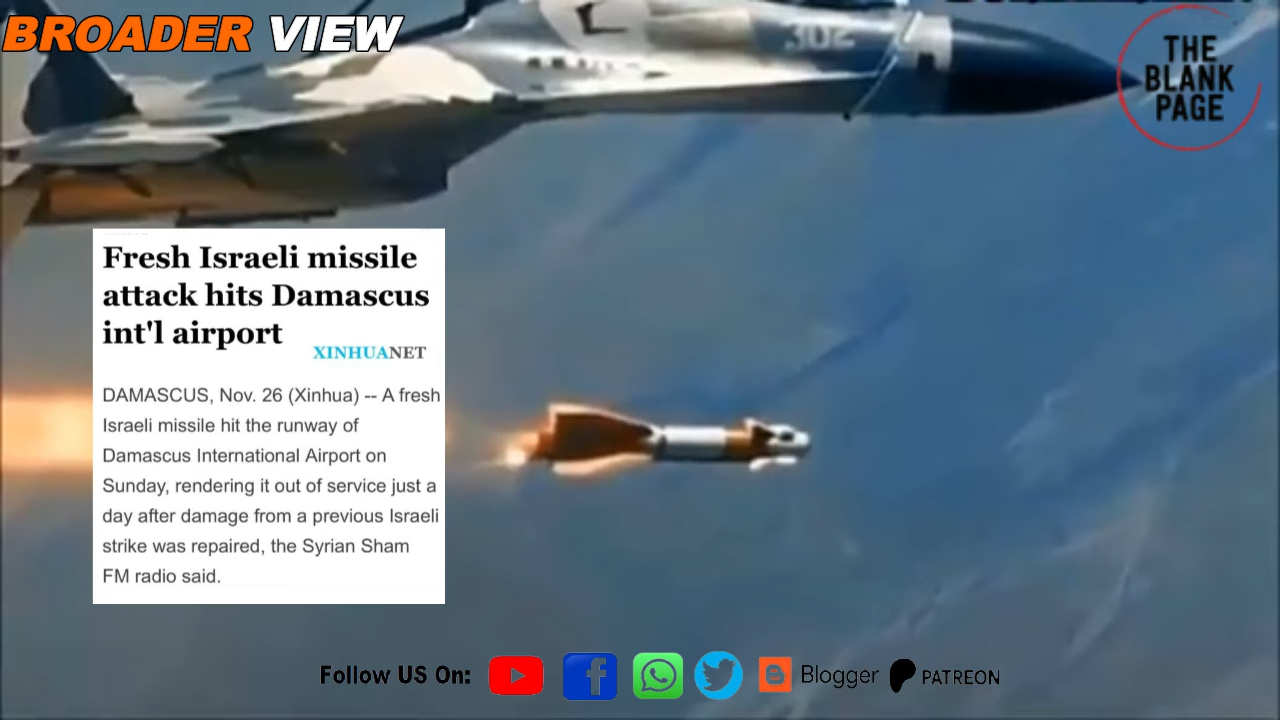 BROADER VIEW
302
THE
BLANK
PAGE
Fresh Israeli missile
attack hits Damascus
int'l airport
XINHUANET
DAMASCUS, Nov. 26 (Xinhua) -- A fresh
Israeli missile hit the runway of
Damascus International Airport on
Sunday, rendering it out of service just a
day after damage from a previous Israeli
strike was repaired, the Syrian Sham
FM radio said.
Follow US On: Blogger PATREON